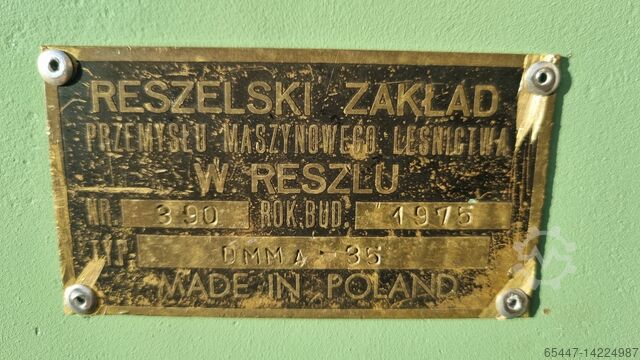 RESZELSKI ZAKŁAD
PRZEMYSŁU MASZYNOWEGO LEŚNICTWA
W RESZLU
NR. 390 ROK.BUD. 1975
TYP. DMMA-35
MADE IN POLAND
65447-14224987